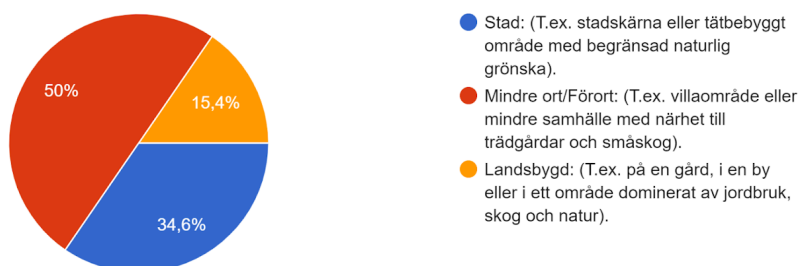 50%
15,4%
34,6%
Stad: (T.ex. stadskärna eller tätbebyggt
område med begränsad naturlig
grönska).
Mindre ort/Förort: (T.ex. villaområde eller
mindre samhälle med närhet till
trädgårdar och småskog).
Landsbygd: (T.ex. på en gård, i en by
eller i ett område dominerat av jordbruk,
skog och natur).